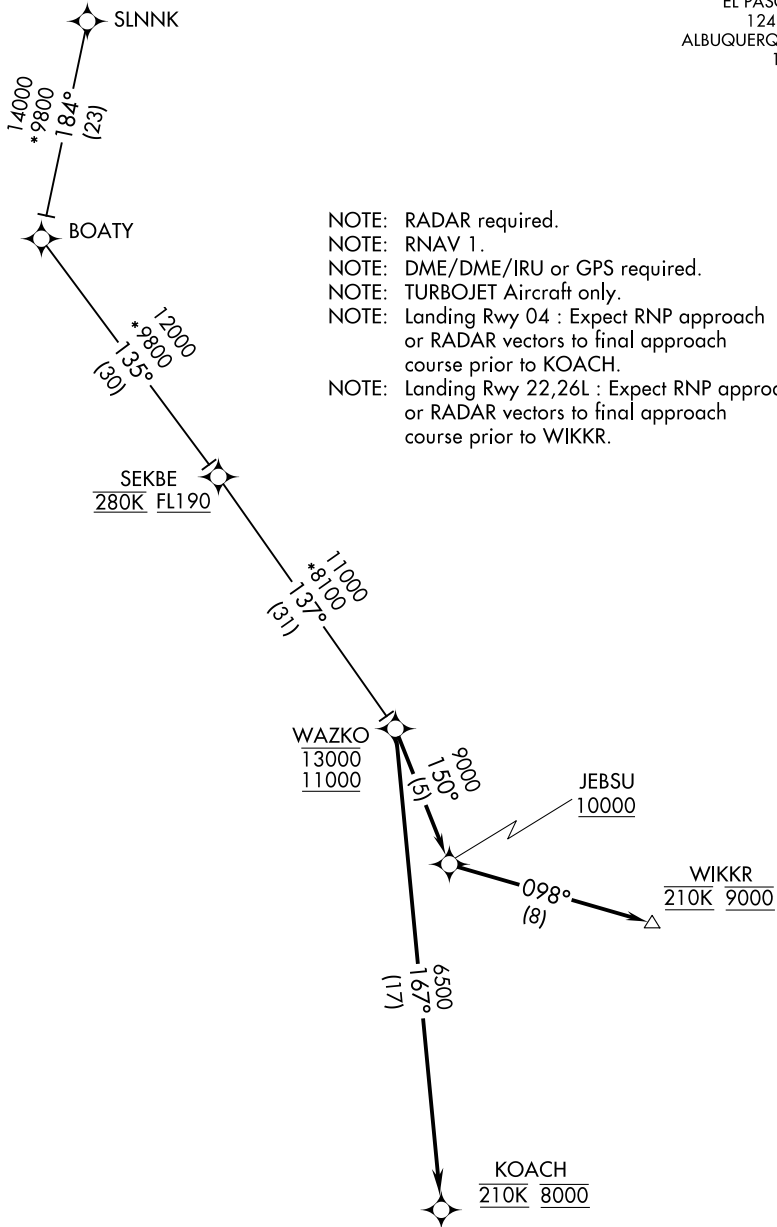 EL PAS
124
ALBUQUERQ
1
SLNNK
14000
*9800
184°
(23)
BOATY
NOTE: RADAR required.
NOTE: RNAV 1.
NOTE: DME/DME/IRU or GPS required.
NOTE: TURBOJET Aircraft only.
NOTE: Landing Rwy 04 : Expect RNP approach
or RADAR vectors to final approach
course prior to KOACH.
NOTE: Landing Rwy 22,26L : Expect RNP approa
or RADAR vectors to final approach
course prior to WIKKR.
12000
*9800
135°
(30)
SEKBE
280K FL190
11000
*8100
137°
(31)
WAZKO
13000
11000
9000
150°
(5)
JEBSU
10000
098°
(8)
WIKKR
210K 9000
6500
167°
(17)
KOACH
210K 8000